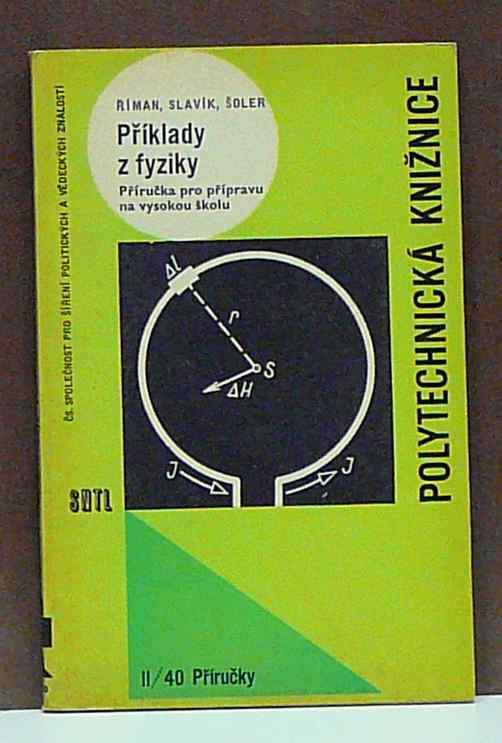 ŘÍMAN, SLAVÍK, ŠOLER
Příklady
z fyziky
Příručka pro přípravu
na vysokou školu
ČS. SPOLEČNOST PRO ŠÍŘENÍ POLITICKÝCH A VĚDECKÝCH ZNALOSTÍ
POLYTECHNICKÁ KNIŽNICE
Δl
r
S
ΔH
J
J
SNTL
II/40 Příručky